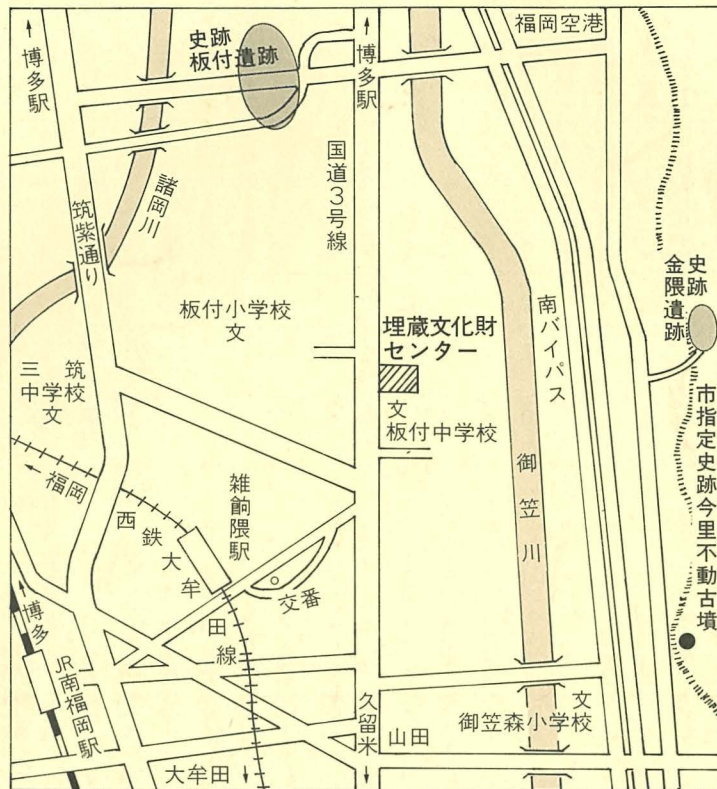 博多駅
史跡
板付遺跡
博多駅
福岡空港
諸岡川
国道3号線
筑紫通り
板付小学校
文
埋蔵文化財
センター
文
板付中学校
南バイパス
史跡
金隈遺跡
三筑
中学校
文
福岡
西鉄大牟田線
雑餉隈駅
交番
御笠川
市指定史跡今里不動古墳
博多
JR南福岡駅
大牟田
久留米
山田
文
御笠森小学校